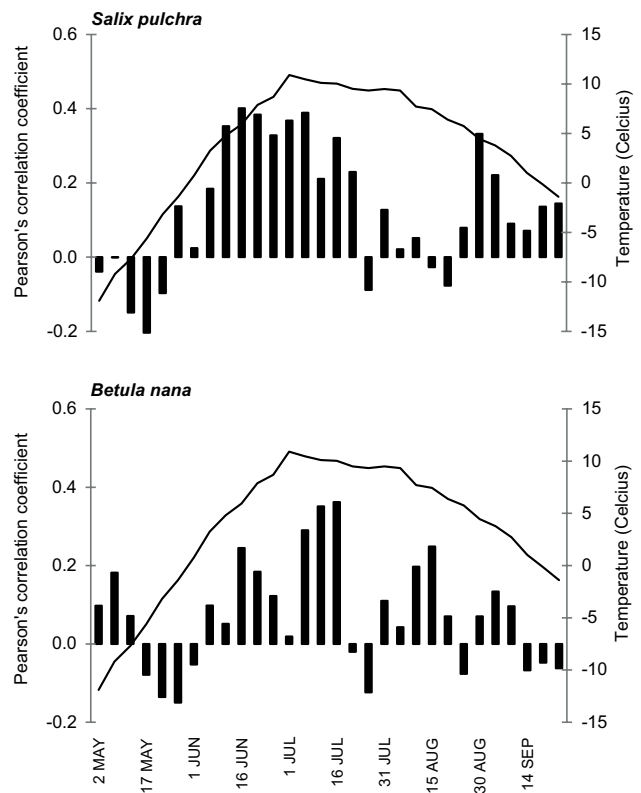 Salix pulchra
0.6
0.4
0.2
0.0
-0.2
Pearson's correlation coefficient
15
10
5
0
-5
-10
-15
Temperature (Celcius)
Betula nana
0.6
0.4
0.2
0.0
-0.2
Pearson's correlation coefficient
15
10
5
0
-5
-10
-15
Temperature (Celcius)
2 MAY
17 MAY
1 JUN
16 JUN
1 JUL
16 JUL
31 JUL
15 AUG
30 AUG
14 SEP